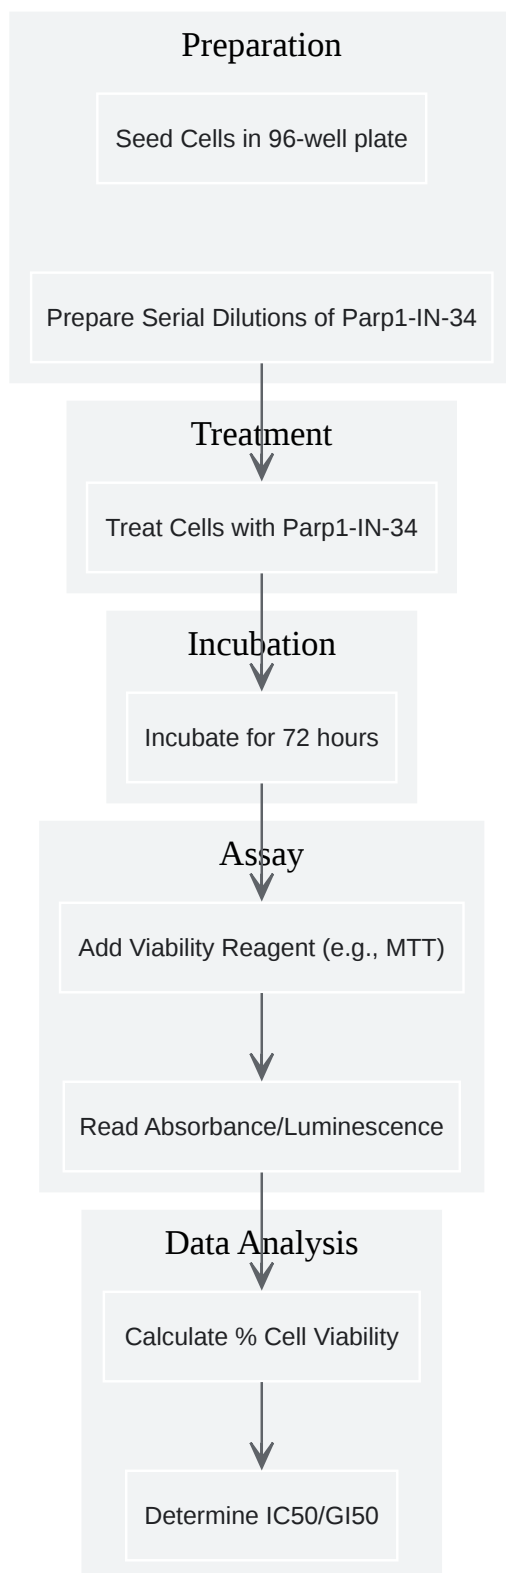 Preparation
Seed Cells in 96-well plate
Prepare Serial Dilutions of Parp1-IN-34
Treatment
Treat Cells with Parp1-IN-34
Incubation
Incubate for 72 hours
Assay
Add Viability Reagent (e.g., MTT)
Read Absorbance/Luminescence
Data Analysis
Calculate % Cell Viability
Determine IC50/GI50